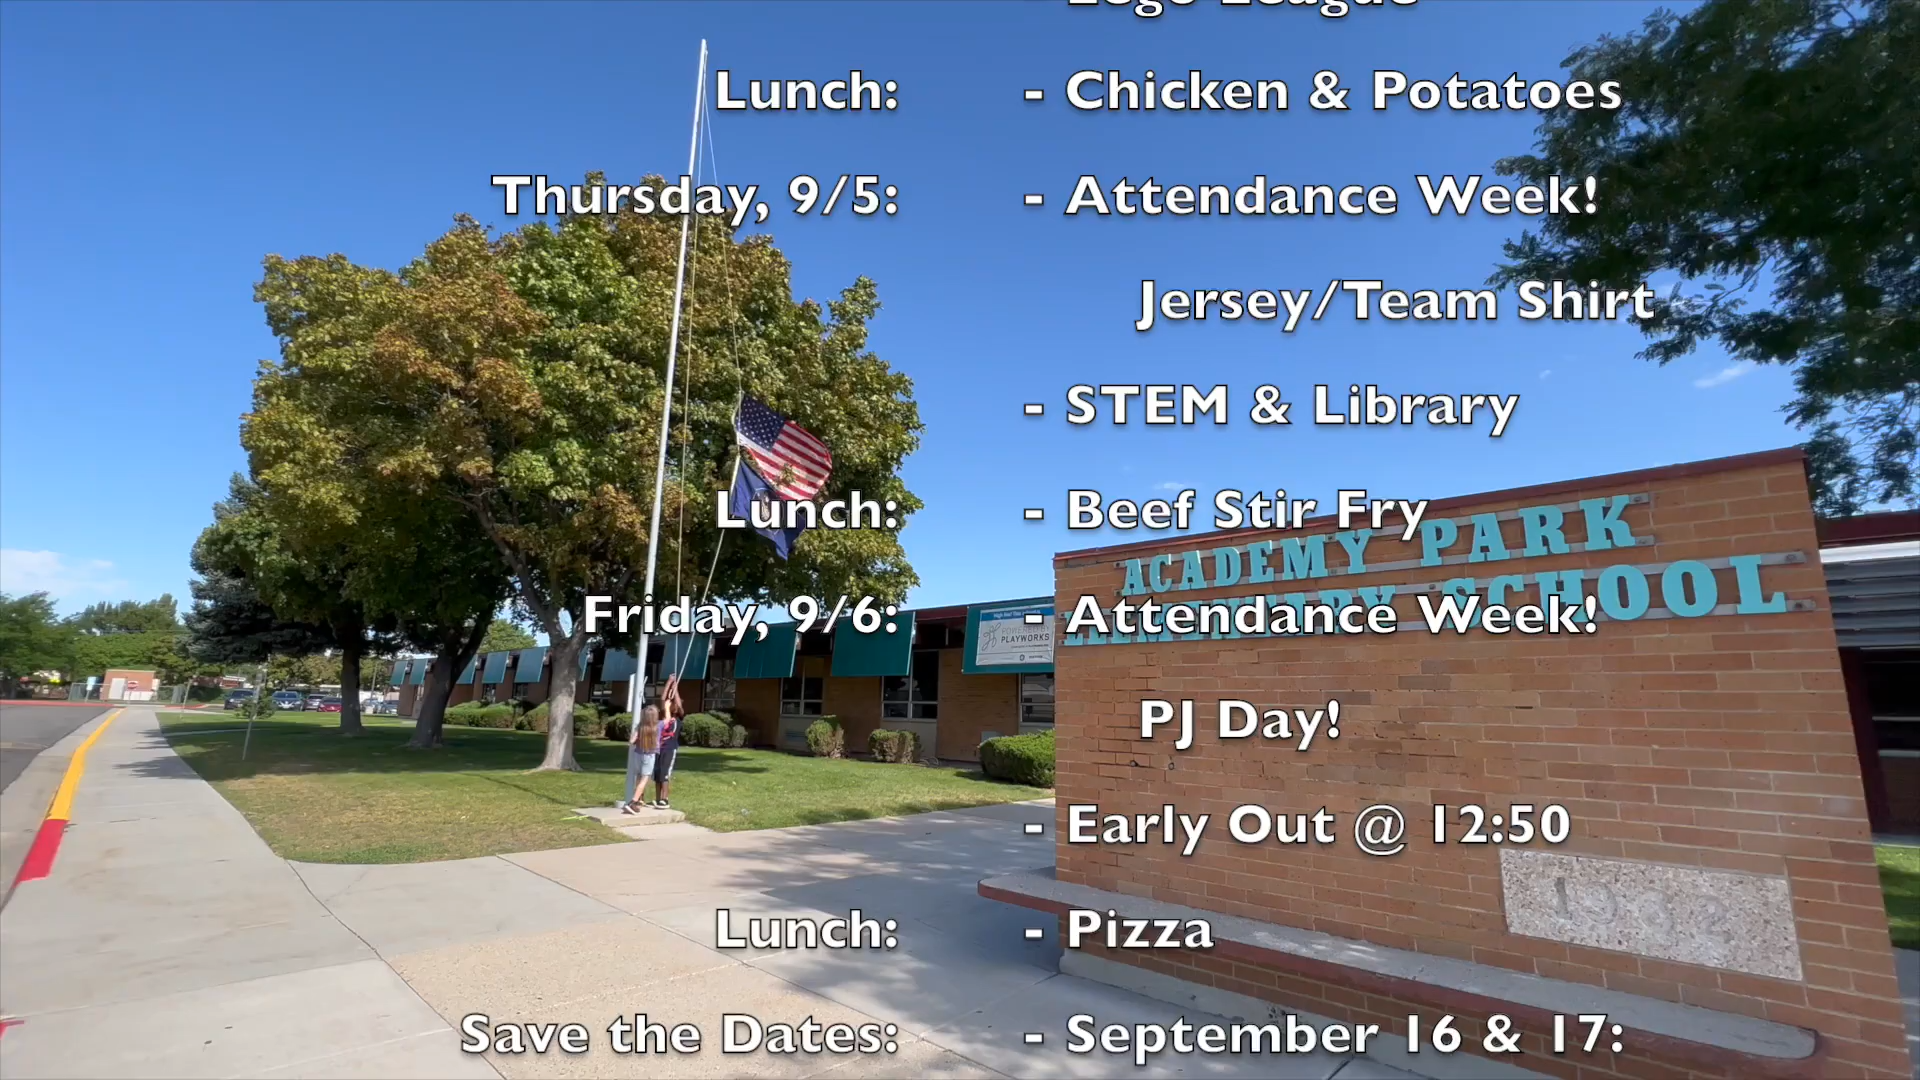 Lego League
Lunch: - Chicken & Potatoes
Thursday, 9/5: - Attendance Week!
Jersey/Team Shirt
- STEM & Library
Lunch: - Beef Stir Fry
Friday, 9/6: - Attendance Week!
PJ Day!
- Early Out @ 12:50
Lunch: - Pizza
Save the Dates: - September 16 & 17:
ACADEMY PARK
SCHOOL
PLAYWORKS